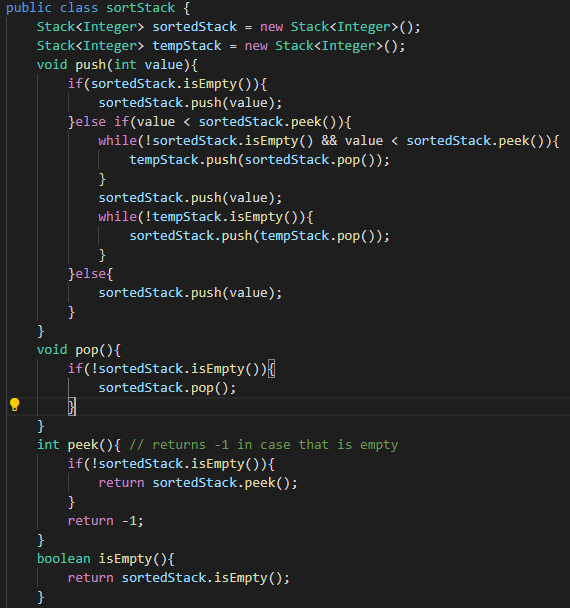 public class sortStack {
    Stack<Integer> sortedStack = new Stack<Integer>();
    Stack<Integer> tempStack = new Stack<Integer>();
    void push(int value){
        if(sortedStack.isEmpty()){
            sortedStack.push(value);
        }else if(value < sortedStack.peek()){
            while(!sortedStack.isEmpty() && value < sortedStack.peek()){
                tempStack.push(sortedStack.pop());
            }
            sortedStack.push(value);
            while(!tempStack.isEmpty()){
                sortedStack.push(tempStack.pop());
            }
        }else{
            sortedStack.push(value);
        }
    }
    void pop(){
        if(!sortedStack.isEmpty()){
            sortedStack.pop();
        }
    }
    int peek(){ // returns -1 in case that is empty
        if(!sortedStack.isEmpty()){
            return sortedStack.peek();
        }
        return -1;
    }
    boolean isEmpty(){
        return sortedStack.isEmpty();
    }